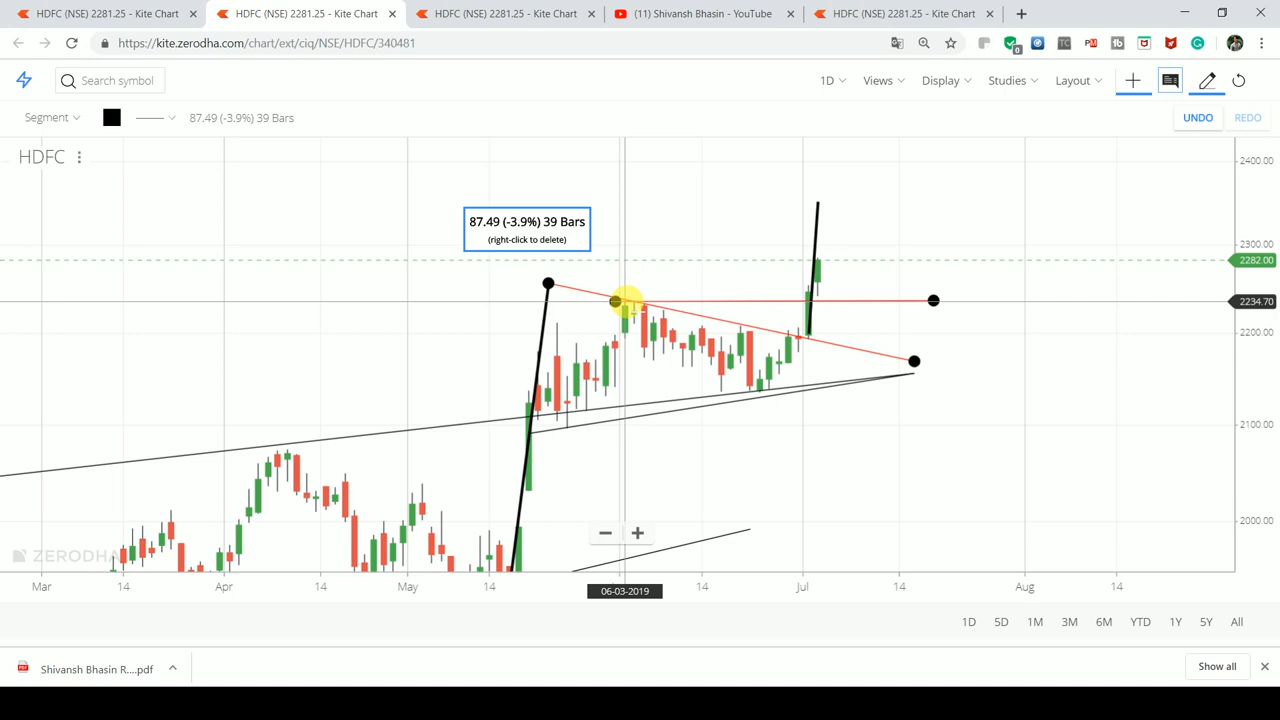 HDFC (NSE) 2281.25 - Kite Chart
HDFC (NSE) 2281.25 - Kite Chart
HDFC (NSE) 2281.25 - Kite Chart
(11) Shivansh Bhasin - YouTube
HDFC (NSE) 2281.25 - Kite Chart
https://kite.zerodha.com/chart/ext/ciq/NSE/HDFC/340481
0
TC
PM
1b
Search symbol
1D
Views
Display
Studies
Layout
Segment
87.49 (-3.9%) 39 Bars
UNDO
REDO
HDFC
2400.00
87.49 (-3.9%) 39 Bars
(right-click to delete)
2300.00
2282.00
2234.70
2200.00
2100.00
2000.00
ZERODHA
Mar
14
Apr
14
May
14
06-03-2019
14
Jul
14
Aug
14
1D
5D
1M
3M
6M
YTD
1Y
5Y
All
Shivansh Bhasin R....pdf
Show all